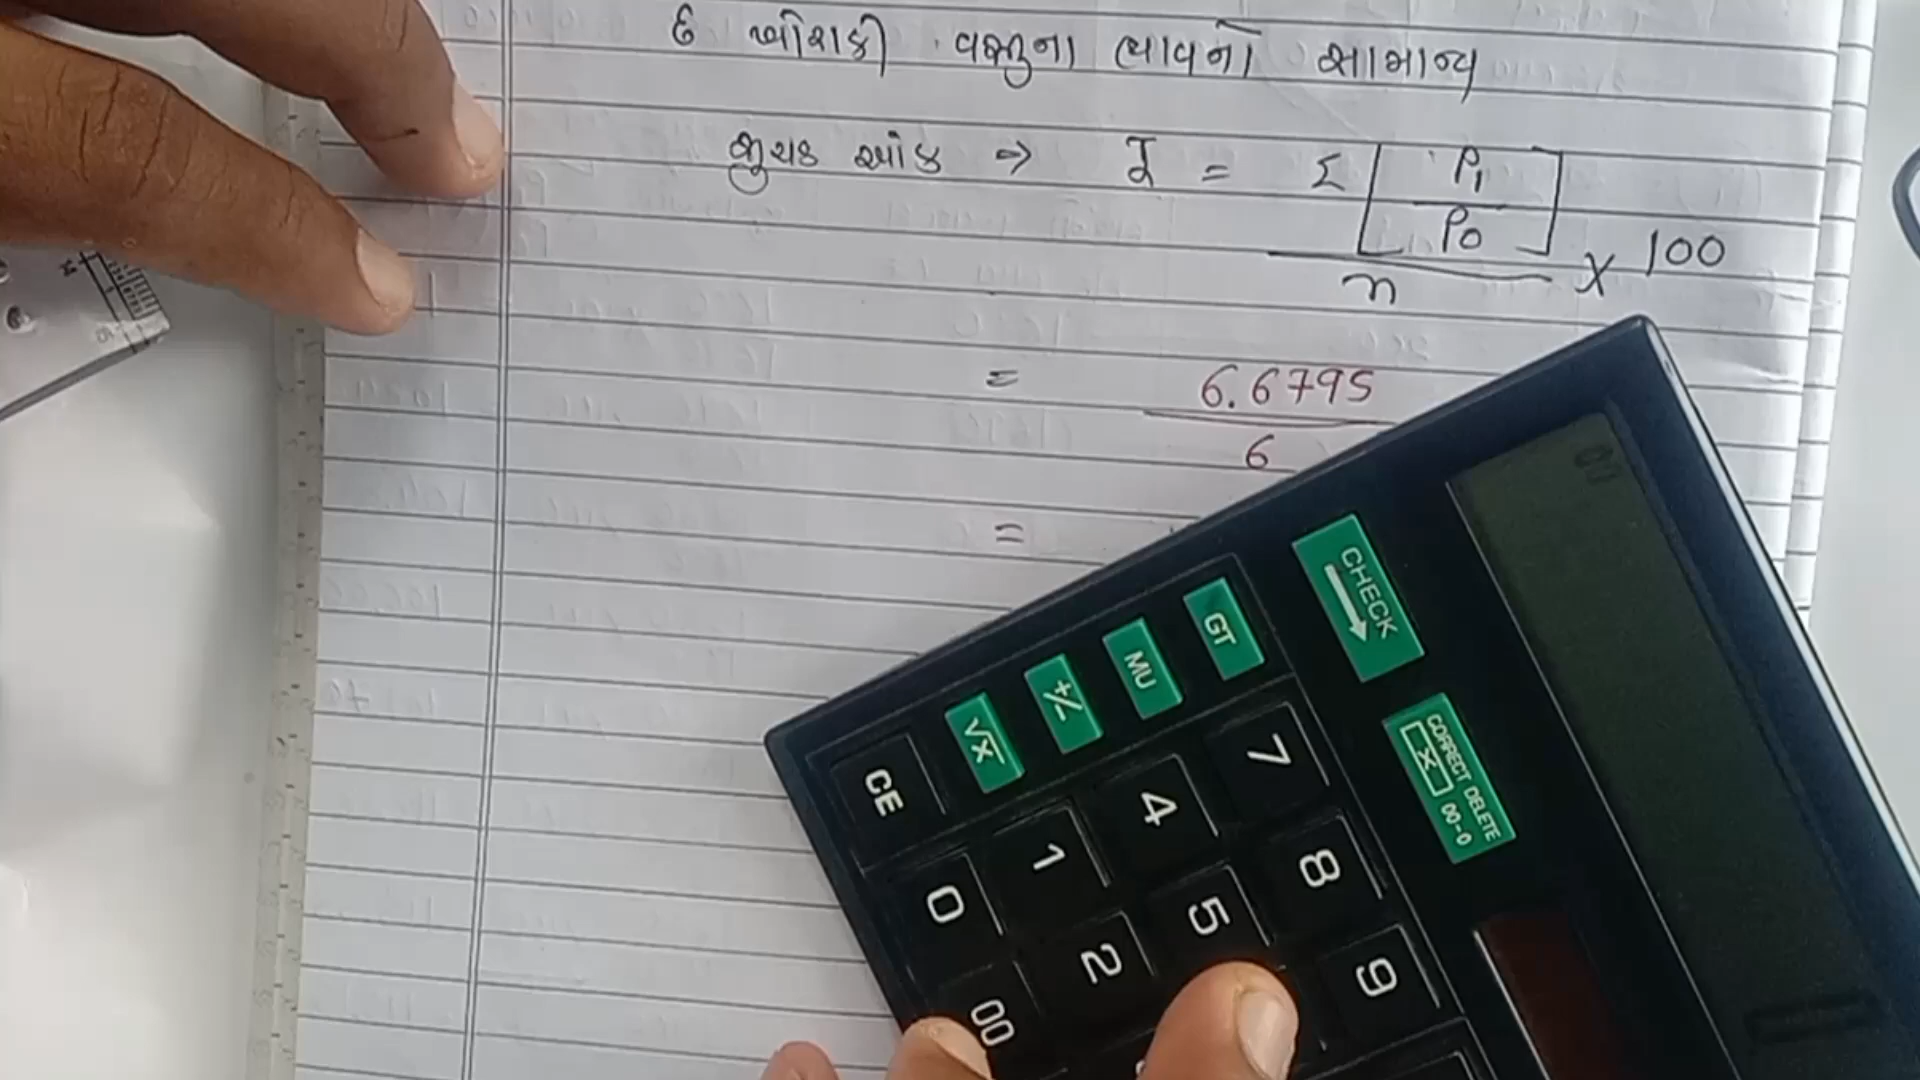 6 ખોરાકી વસ્તુના ભાવનો સામાન્ય
સુચક આંક ⇒ I = Σ [ P₁ / P₀ ] / n × 100
= 6.6795 / 6
=
CHECK
CORRECT DELETE
00→0
GT
MU
+/-
√x
CE
7
8
9
4
5
1
2
0
00